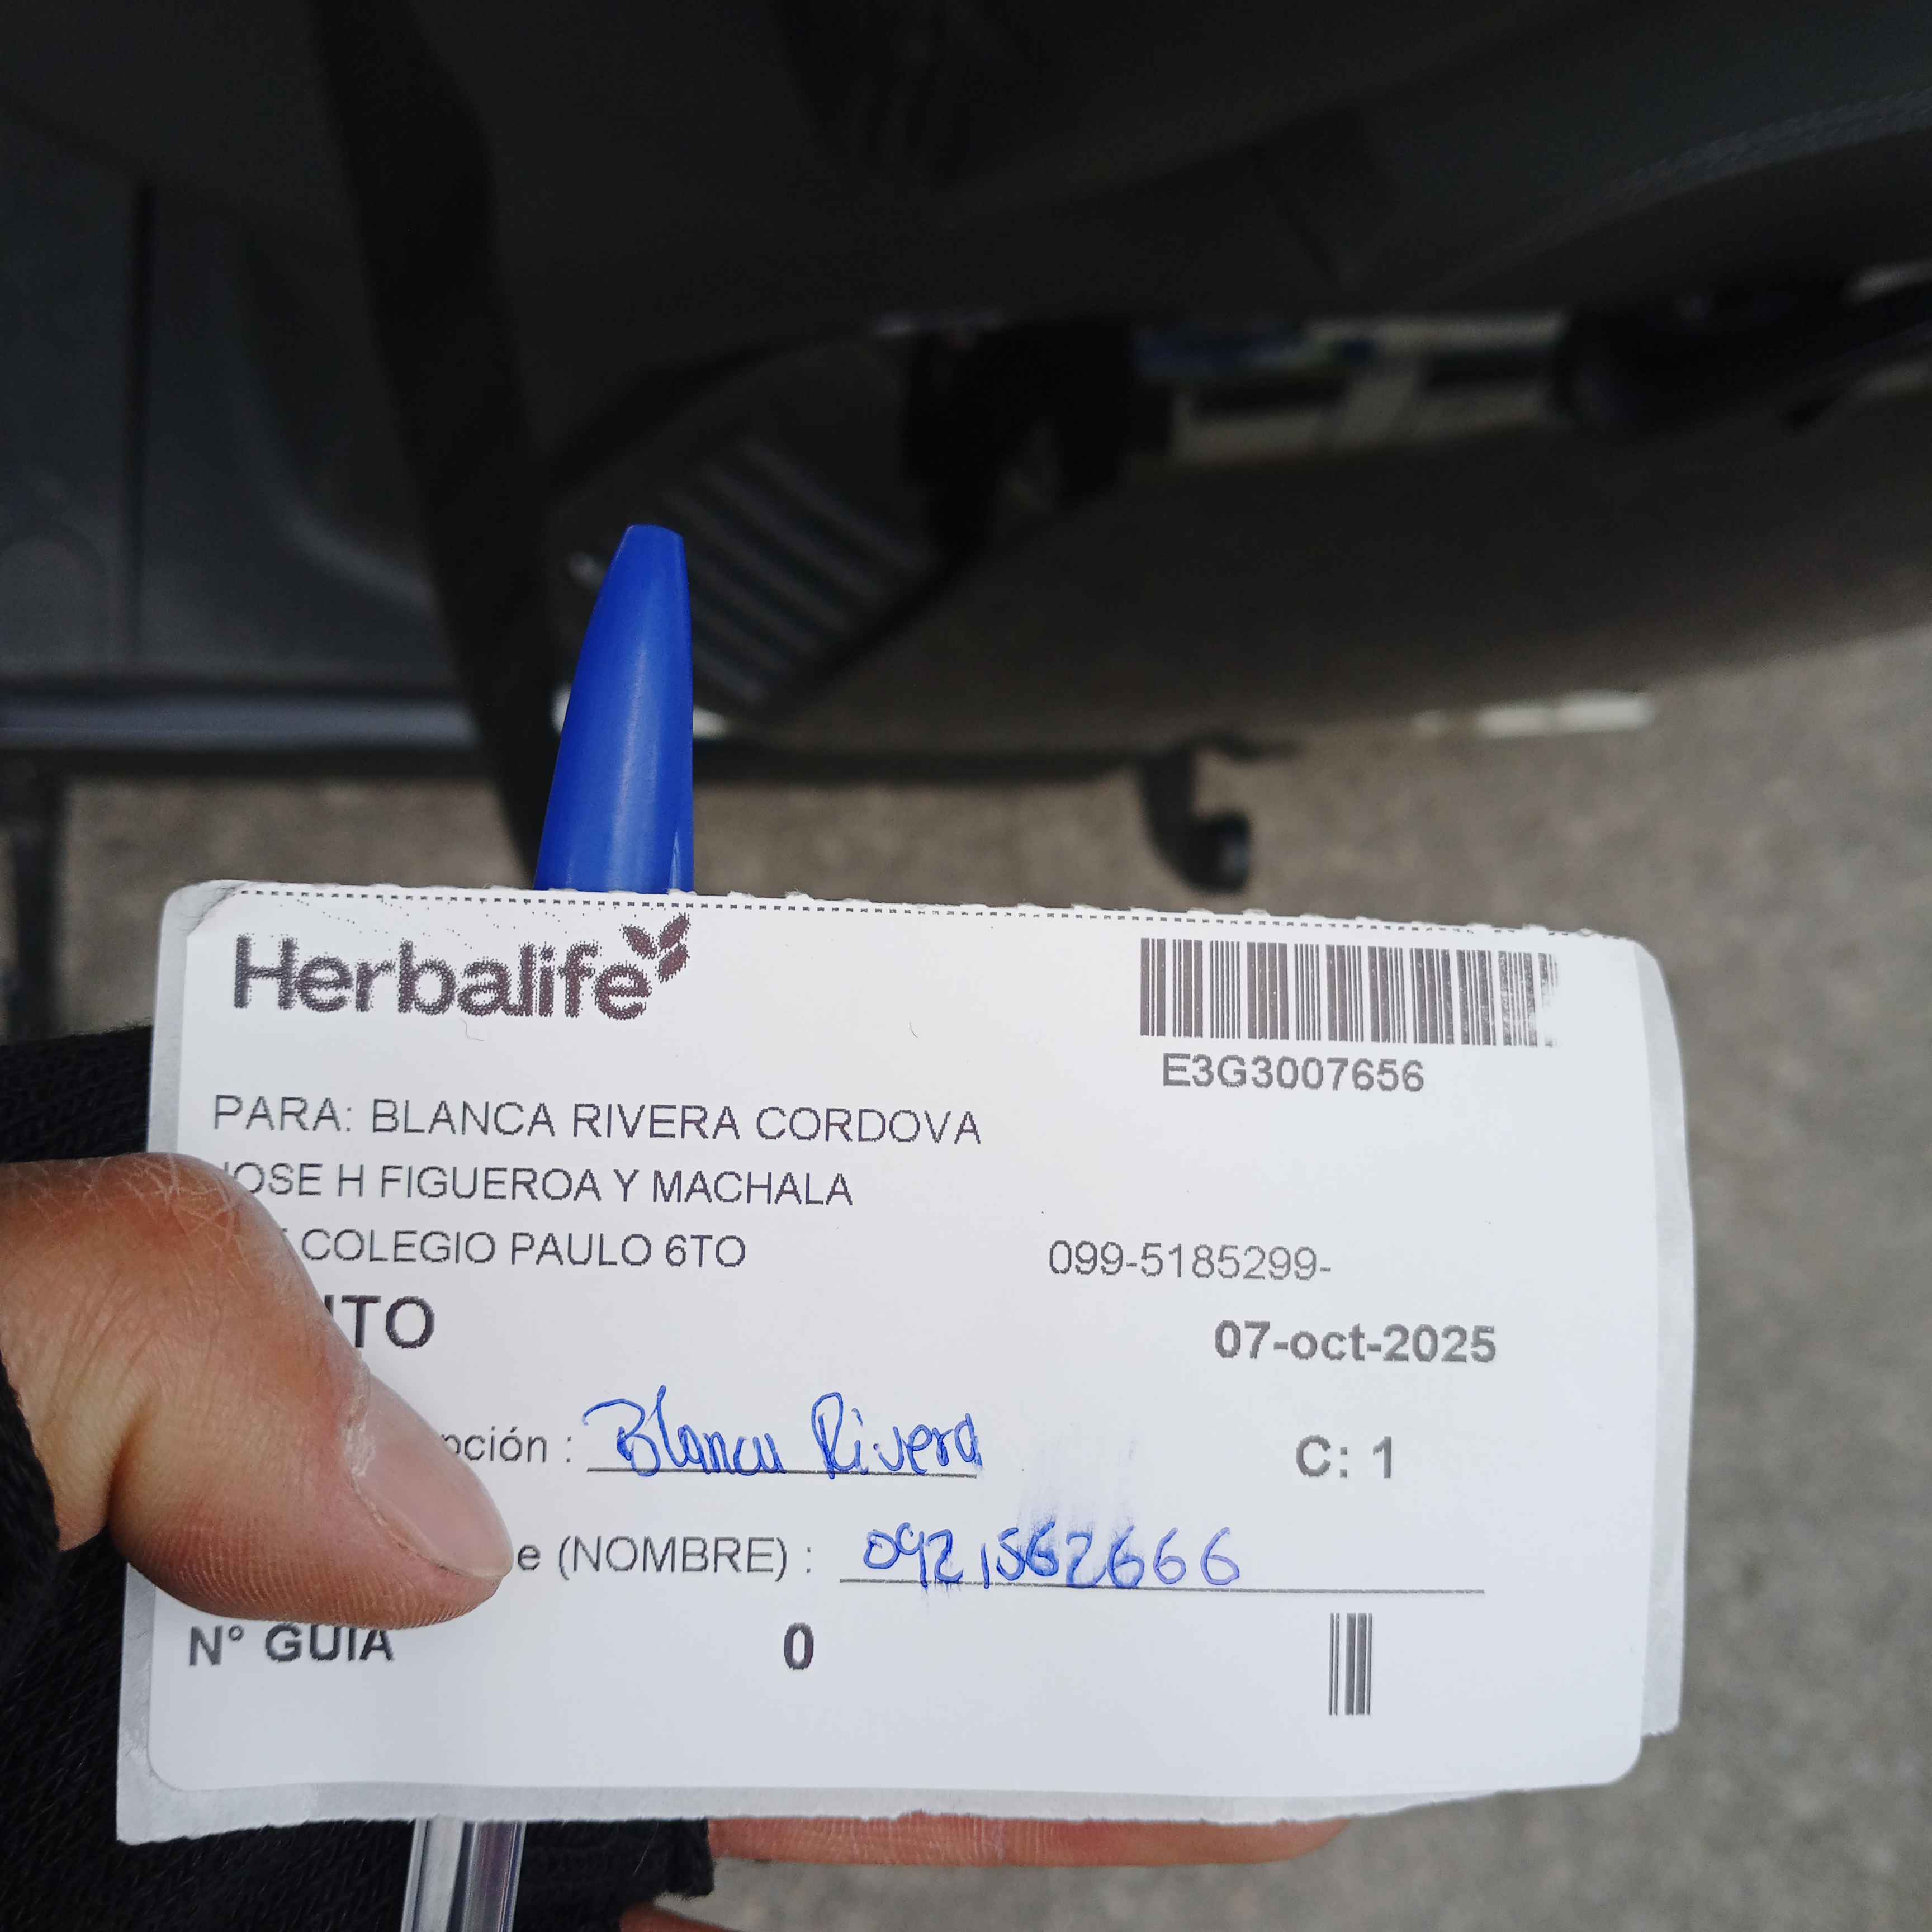 Herbalife
E3G3007656
PARA: BLANCA RIVERA CORDOVA
JOSE H FIGUEROA Y MACHALA
COLEGIO PAULO 6TO
099-5185299-
07-oct-2025
Blanca Rivera
C: 1
(NOMBRE) : 0921562666
N° GUIA 0